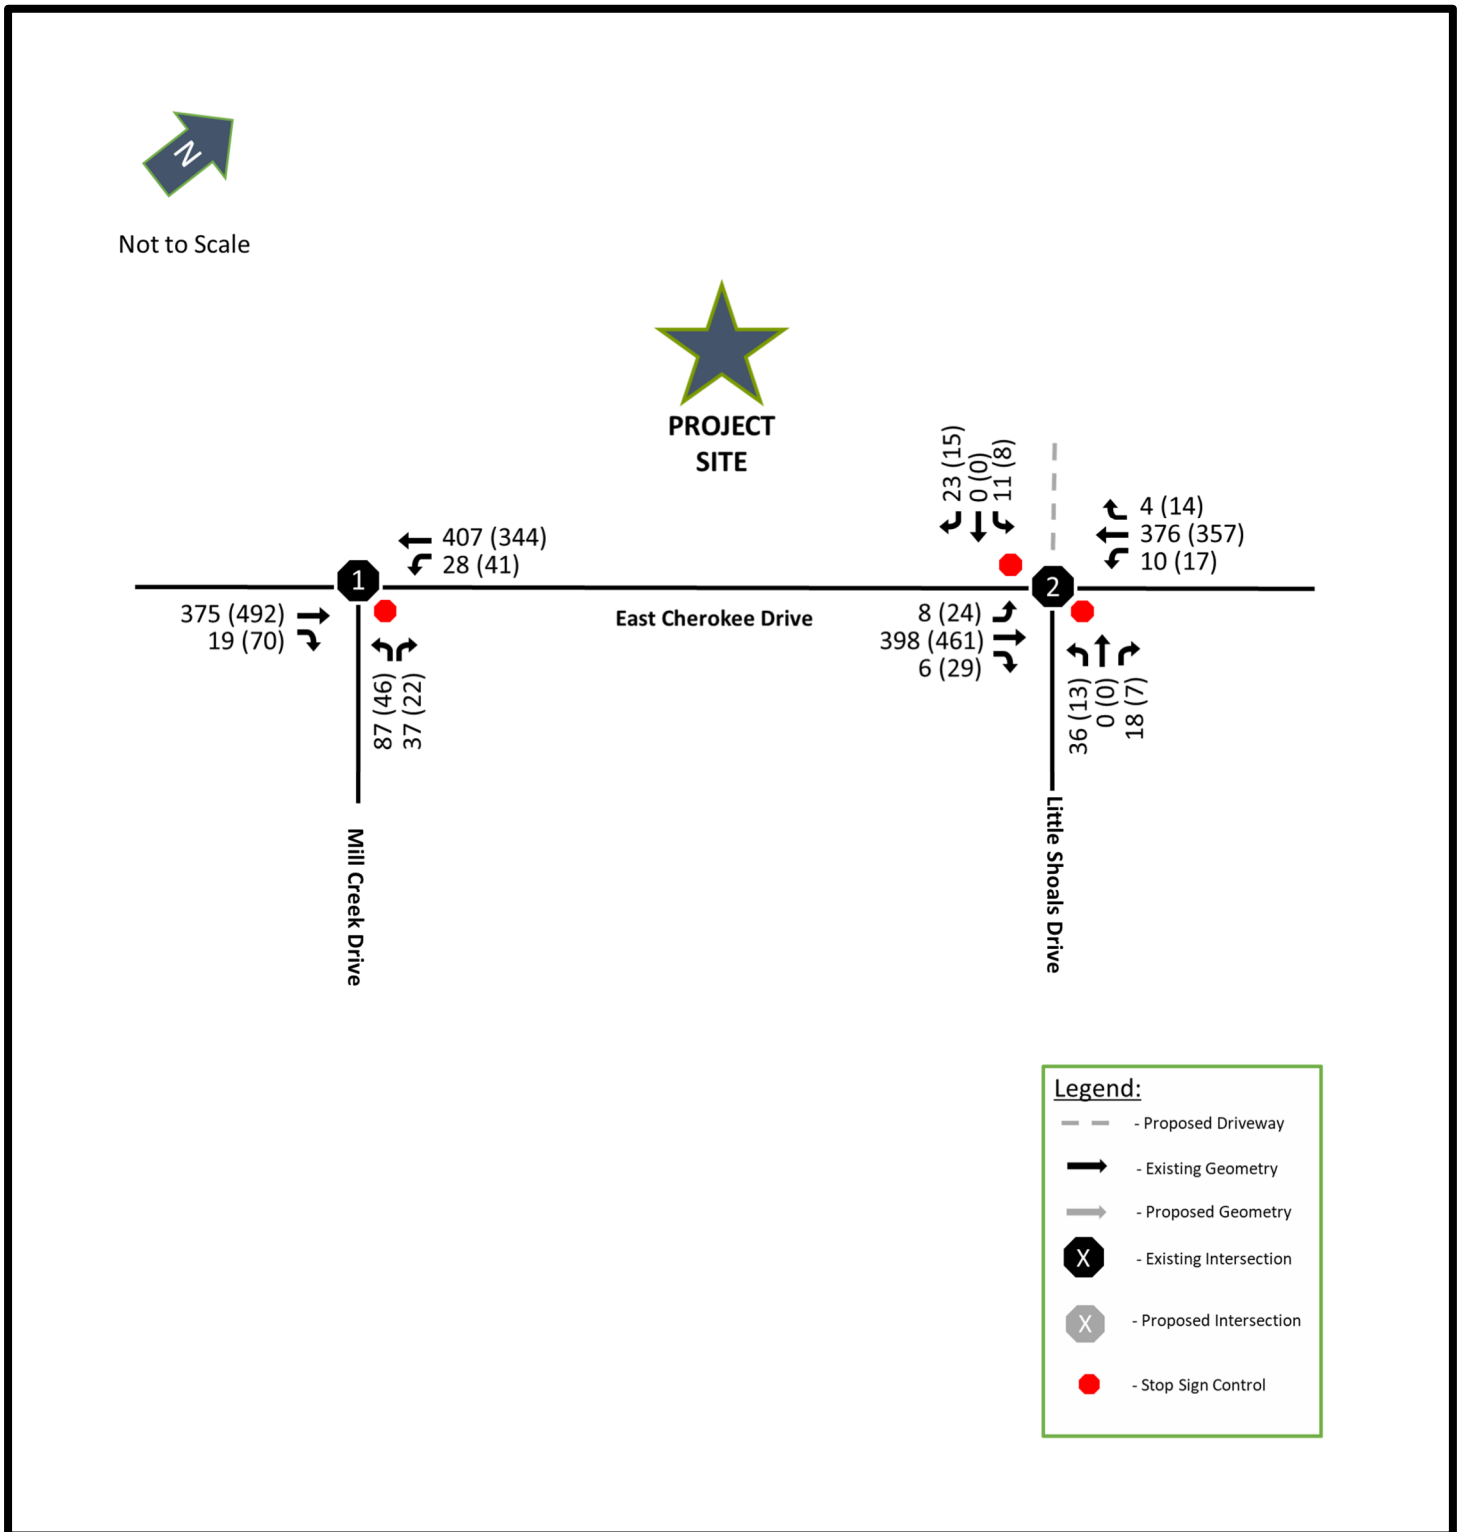 N
Not to Scale
PROJECT
SITE
23 (15)
0 (0)
11 (8)
4 (14)
376 (357)
10 (17)
407 (344)
28 (41)
1
2
375 (492)
19 (70)
East Cherokee Drive
8 (24)
398 (461)
6 (29)
87 (46)
37 (22)
36 (13)
0 (0)
18 (7)
Mill Creek Drive
Little Shoals Drive
Legend:
- Proposed Driveway
- Existing Geometry
- Proposed Geometry
X - Existing Intersection
X - Proposed Intersection
- Stop Sign Control